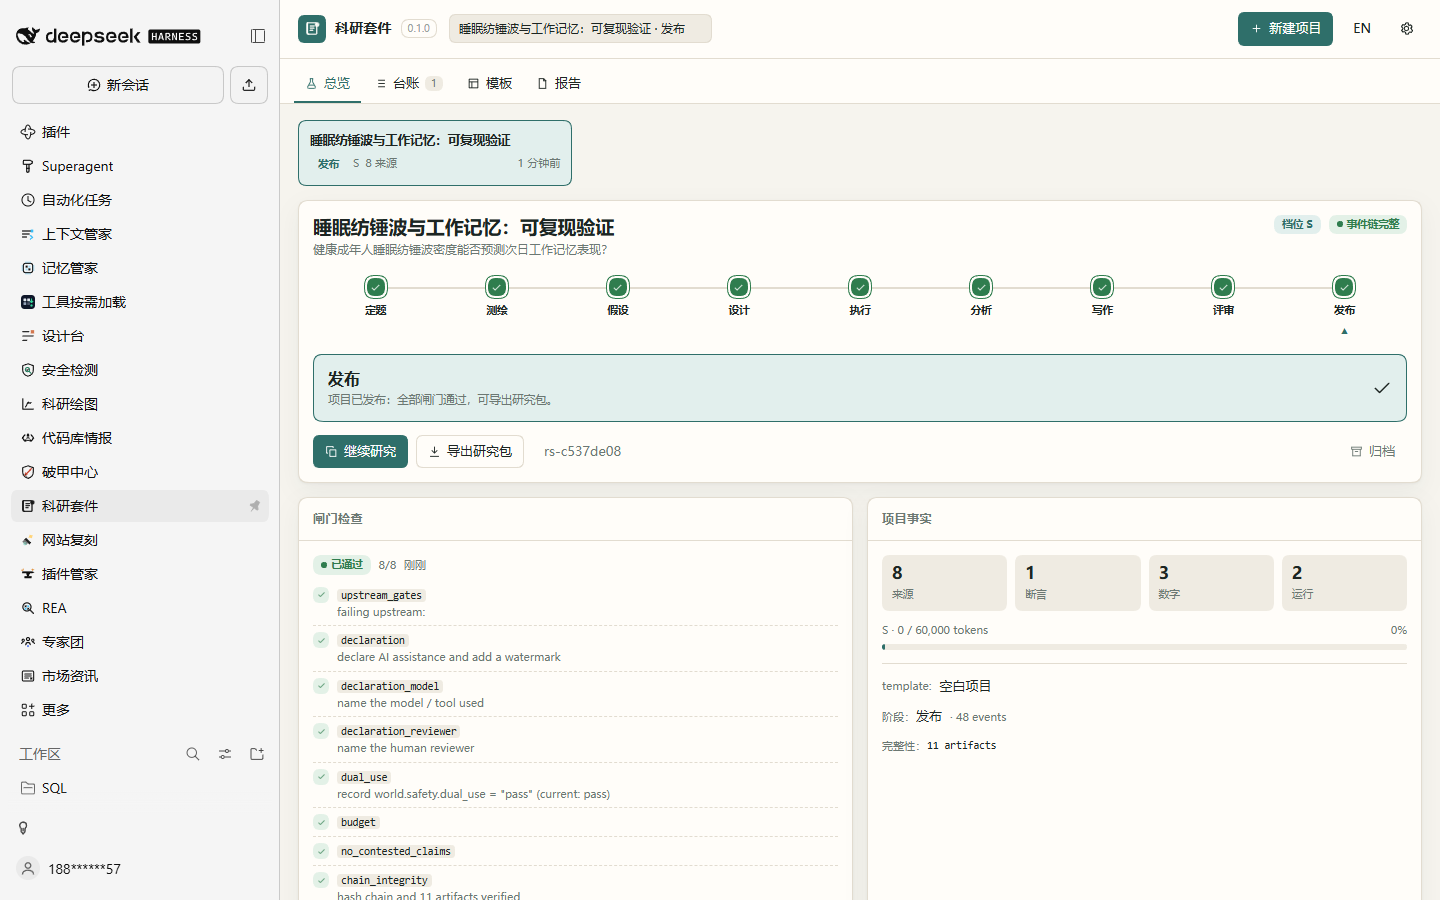 deepseek HARNESS
新会话
插件
Superagent
自动化任务
上下文管家
记忆管家
工具按需加载
设计台
安全检测
科研绘图
代码库情报
破甲中心
科研套件
网站复刻
插件管家
REA
专家团
市场资讯
更多
工作区
SQL
188******57
科研套件 0.1.0 睡眠纺锤波与工作记忆：可复现验证 · 发布
+ 新建项目 EN
总览 台账 1 模板 报告
睡眠纺锤波与工作记忆：可复现验证
发布 S 8 来源 1 分钟前
睡眠纺锤波与工作记忆：可复现验证 档位 S 事件链完整
健康成年人睡眠纺锤波密度能否预测次日工作记忆表现？
定题 测绘 假设 设计 执行 分析 写作 评审 发布
发布
项目已发布：全部闸门通过，可导出研究包。
继续研究 导出研究包 rs-c537de08 归档
闸门检查
已通过 8/8 刚刚
upstream_gates
failing upstream:
declaration
declare AI assistance and add a watermark
declaration_model
name the model / tool used
declaration_reviewer
name the human reviewer
dual_use
record world.safety.dual_use = "pass" (current: pass)
budget
no_contested_claims
chain_integrity
hash chain and 11 artifacts verified
项目事实
8 1 3 2
来源 断言 数字 运行
S · 0 / 60,000 tokens 0%
template: 空白项目
阶段: 发布 · 48 events
完整性: 11 artifacts